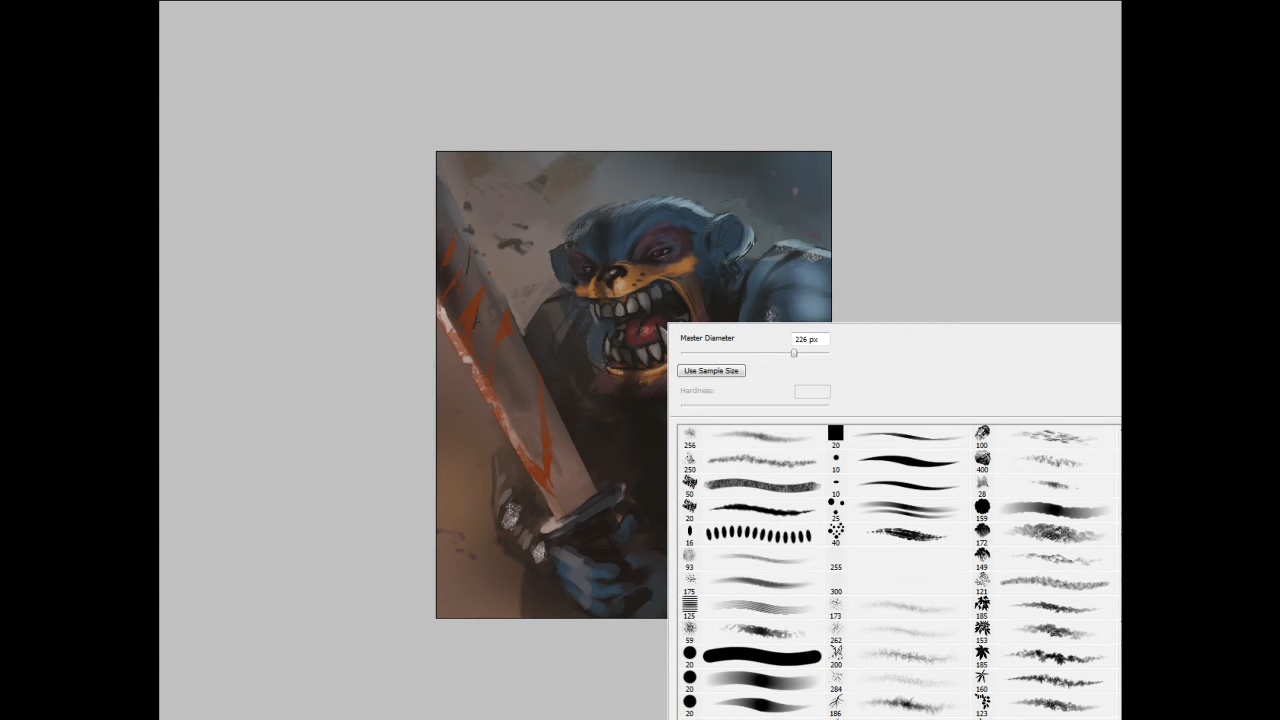 Master Diameter 226 px
Use Sample Size
Hardness:
256 20 100
250 10 400
50 10 28
20 25 159
16 40 172
93 255 149
175 300 121
125 173 185
59 262 153
20 200 185
20 284 160
20 186 123